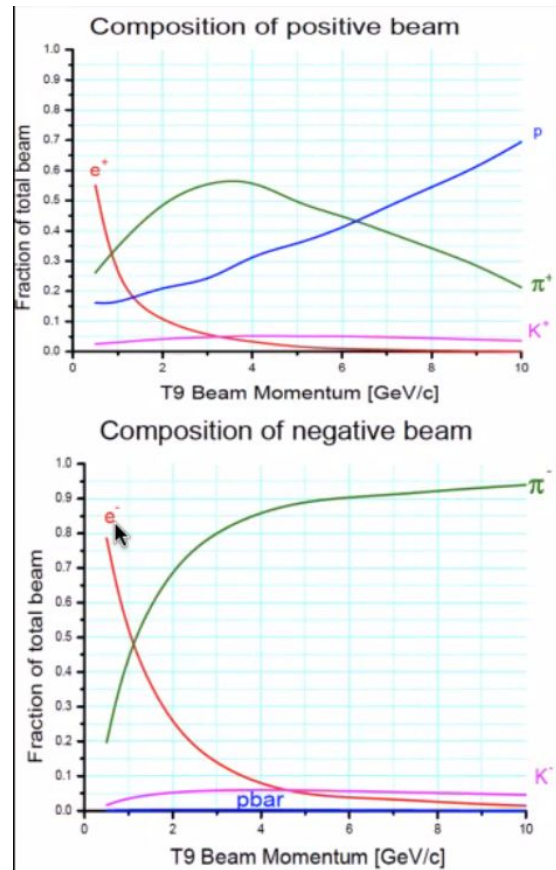 Composition of positive beam
1.0
0.9
0.8
0.7
0.6
0.5
0.4
0.3
0.2
0.1
0.0
Fraction of total beam
e⁺
p
π⁺
K⁺
0 2 4 6 8 10
T9 Beam Momentum [GeV/c]
Composition of negative beam
1.0
0.9
0.8
0.7
0.6
0.5
0.4
0.3
0.2
0.1
0.0
Fraction of total beam
e⁻
π⁻
K⁻
pbar
0 2 4 6 8 10
T9 Beam Momentum [GeV/c]